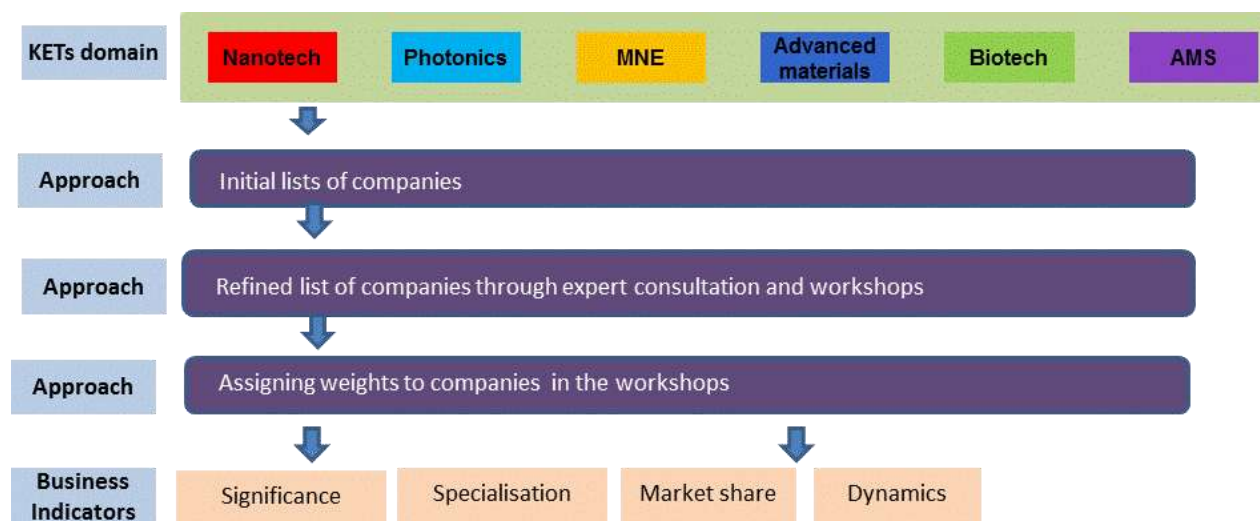 KETs domain
Nanotech
Photonics
MNE
Advanced
materials
Biotech
AMS
Approach
Initial lists of companies
Approach
Refined list of companies through expert consultation and workshops
Approach
Assigning weights to companies in the workshops
Business
Indicators
Significance
Specialisation
Market share
Dynamics